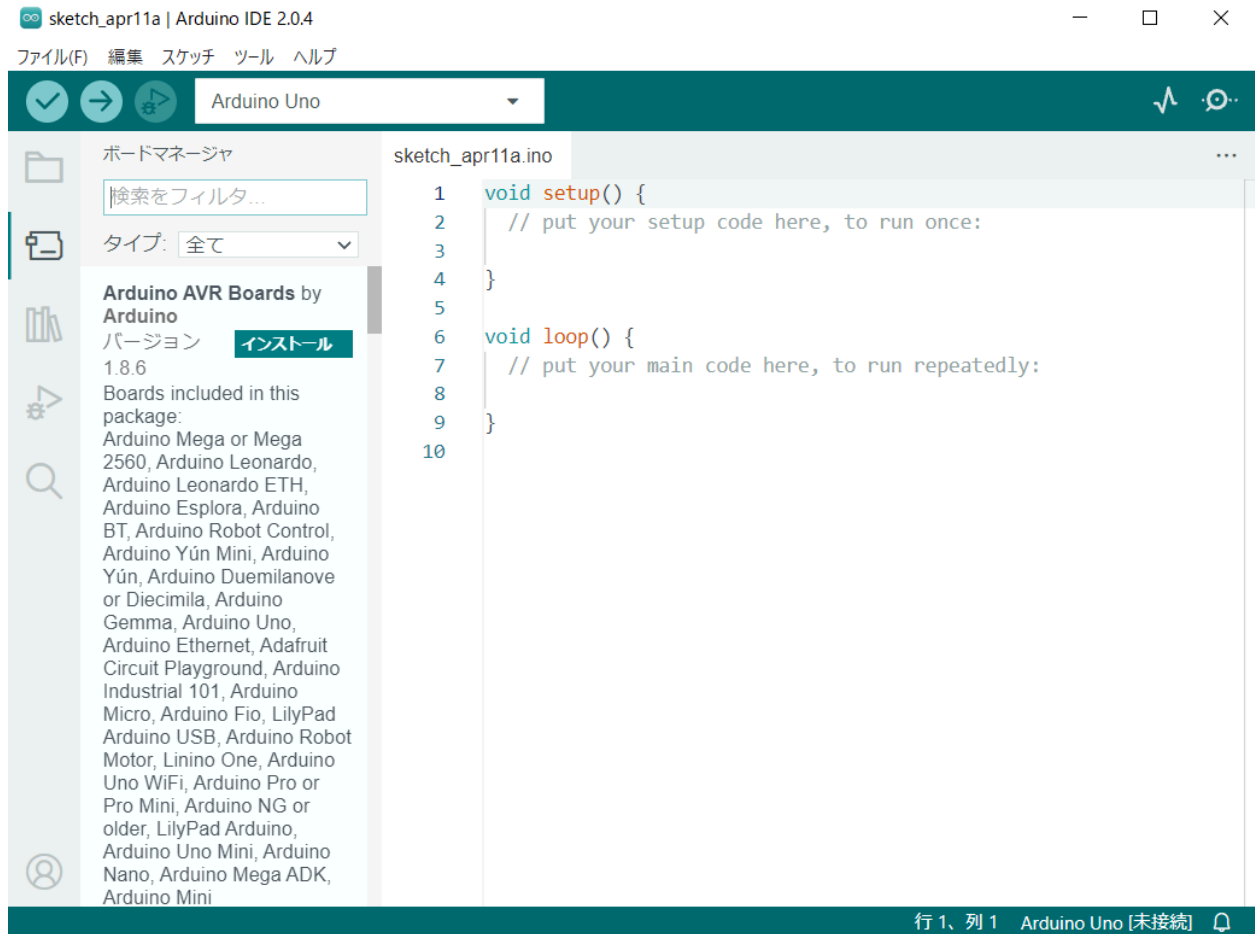 sketch_apr11a | Arduino IDE 2.0.4
ファイル(F) 編集 スケッチ ツール ヘルプ
Arduino Uno
ボードマネージャ
検索をフィルタ...
タイプ: 全て
Arduino AVR Boards by
Arduino
バージョン インストール
1.8.6
Boards included in this
package:
Arduino Mega or Mega
2560, Arduino Leonardo,
Arduino Leonardo ETH,
Arduino Esplora, Arduino
BT, Arduino Robot Control,
Arduino Yún Mini, Arduino
Yún, Arduino Duemilanove
or Diecimila, Arduino
Gemma, Arduino Uno,
Arduino Ethernet, Adafruit
Circuit Playground, Arduino
Industrial 101, Arduino
Micro, Arduino Fio, LilyPad
Arduino USB, Arduino Robot
Motor, Linino One, Arduino
Uno WiFi, Arduino Pro or
Pro Mini, Arduino NG or
older, LilyPad Arduino,
Arduino Uno Mini, Arduino
Nano, Arduino Mega ADK,
Arduino Mini
sketch_apr11a.ino
1 void setup() {
2 // put your setup code here, to run once:
3
4 }
5
6 void loop() {
7 // put your main code here, to run repeatedly:
8
9 }
10
行 1、列 1 Arduino Uno [未接続]